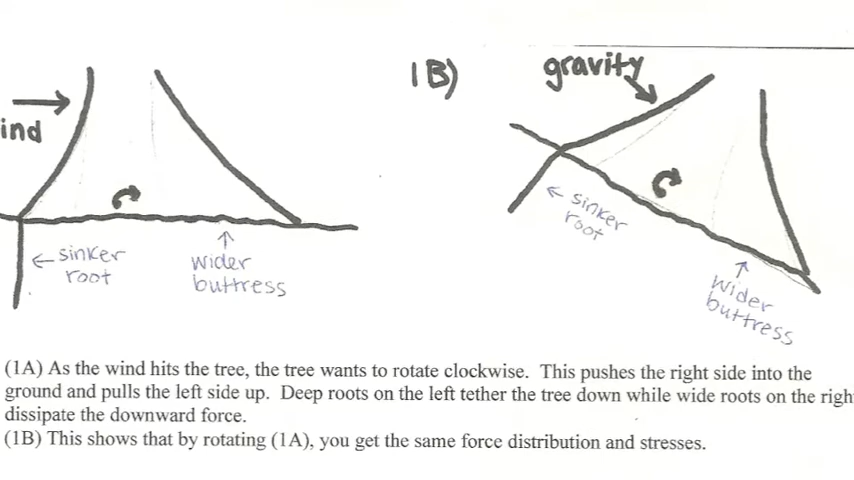 1B)
gravity
ind
sinker
root
wider
buttress
sinker
root
wider
buttress
(1A) As the wind hits the tree, the tree wants to rotate clockwise. This pushes the right side into the
ground and pulls the left side up. Deep roots on the left tether the tree down while wide roots on the righ
dissipate the downward force.
(1B) This shows that by rotating (1A), you get the same force distribution and stresses.